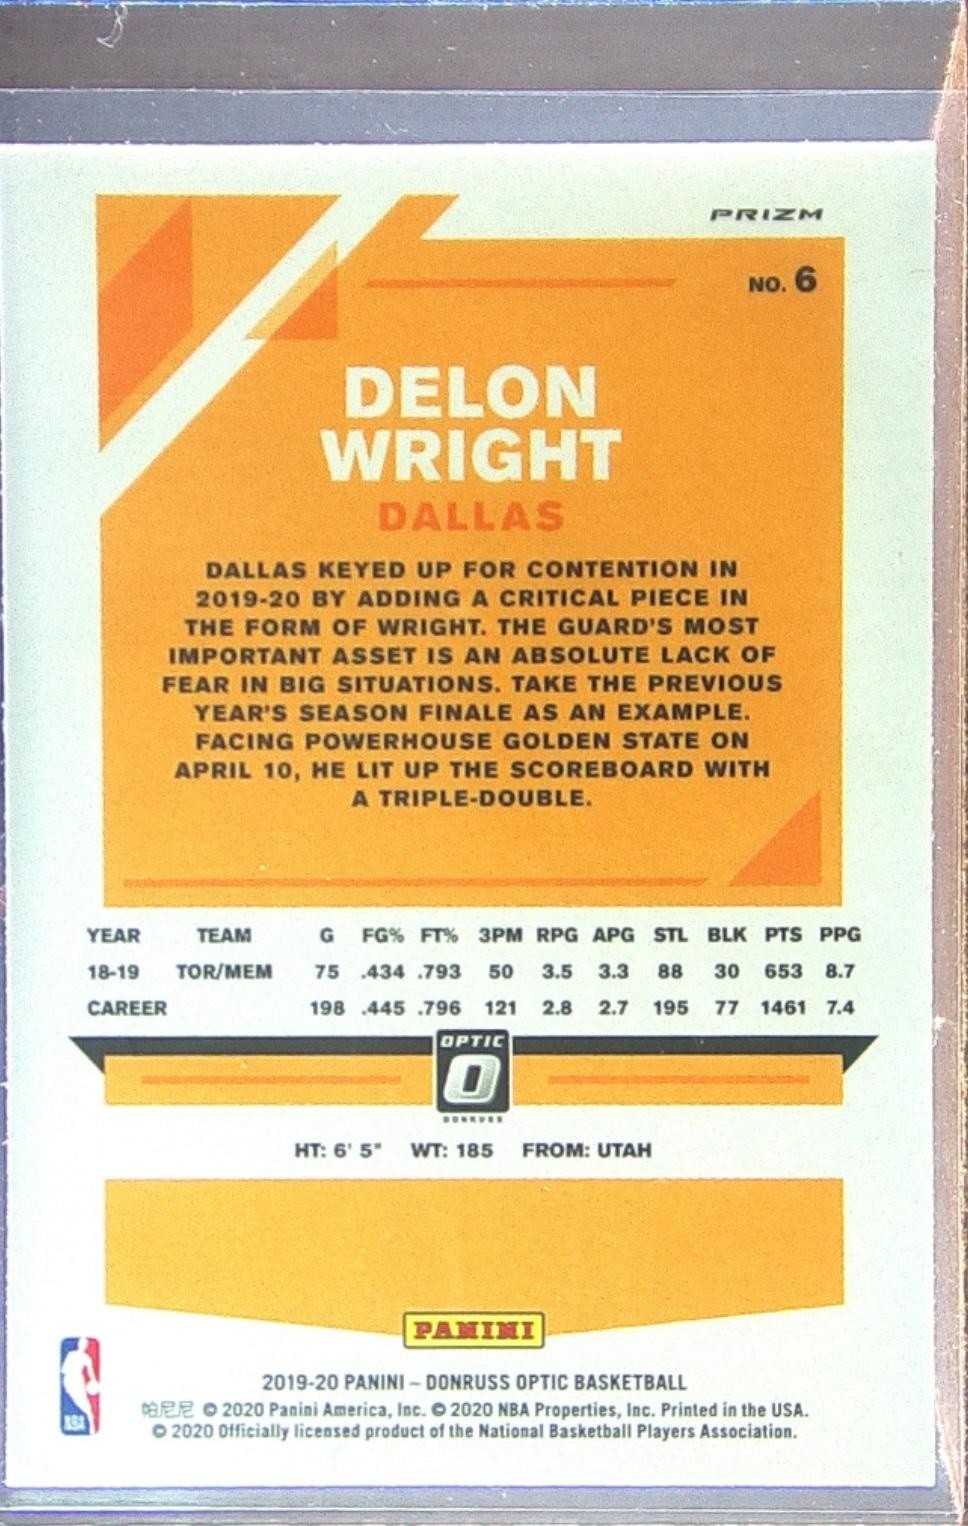 PRIZM
NO. 6
DELON
WRIGHT
DALLAS
DALLAS KEYED UP FOR CONTENTION IN
2019-20 BY ADDING A CRITICAL PIECE IN
THE FORM OF WRIGHT. THE GUARD'S MOST
IMPORTANT ASSET IS AN ABSOLUTE LACK OF
FEAR IN BIG SITUATIONS. TAKE THE PREVIOUS
YEAR'S SEASON FINALE AS AN EXAMPLE.
FACING POWERHOUSE GOLDEN STATE ON
APRIL 10, HE LIT UP THE SCOREBOARD WITH
A TRIPLE-DOUBLE.
YEAR TEAM G FG% FT% 3PM RPG APG STL BLK PTS PPG
18-19 TOR/MEM 75 .434 .793 50 3.5 3.3 88 30 653 8.7
CAREER 198 .445 .796 121 2.8 2.7 195 77 1461 7.4
OPTIC
O
DONRUSS
HT: 6' 5" WT: 185 FROM: UTAH
PANINI
2019-20 PANINI – DONRUSS OPTIC BASKETBALL
帕尼尼 © 2020 Panini America, Inc. © 2020 NBA Properties, Inc. Printed in the USA.
© 2020 Officially licensed product of the National Basketball Players Association.
NBA